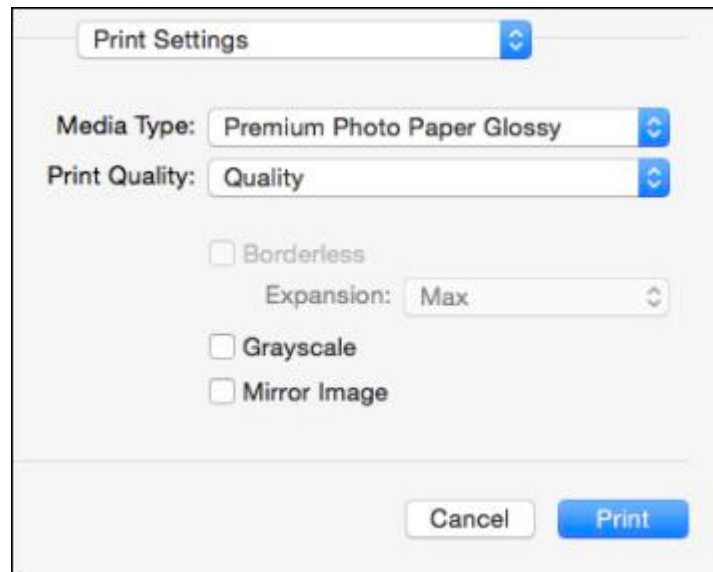 Print Settings
Media Type: Premium Photo Paper Glossy
Print Quality: Quality
Borderless
Expansion: Max
Grayscale
Mirror Image
Cancel Print